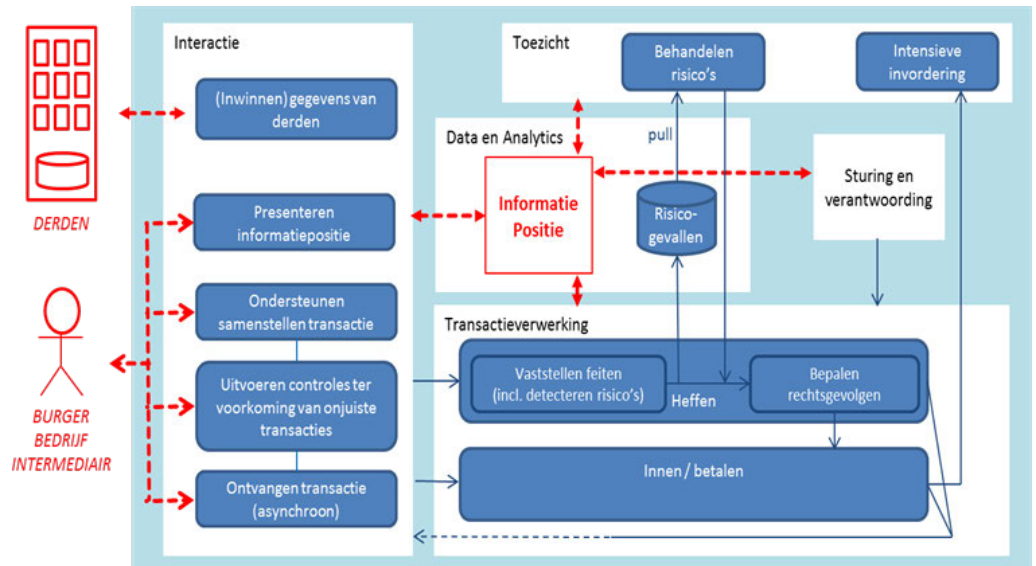 DERDEN
BURGER
BEDRIJF
INTERMEDIAIR
Interactie
(Inwinnen) gegevens van
derden
Presenteren
informatiepositie
Ondersteunen
samenstellen transactie
Uitvoeren controles ter
voorkoming van onjuiste
transacties
Ontvangen transactie
(asynchroon)
Toezicht
Behandelen
risico's
Intensieve
invordering
Data en Analytics
pull
Informatie
Positie
Risico-
gevallen
Sturing en
verantwoording
Transactieverwerking
Vaststellen feiten
(incl. detecteren risico's)
Heffen
Bepalen
rechtsgevolgen
Innen / betalen